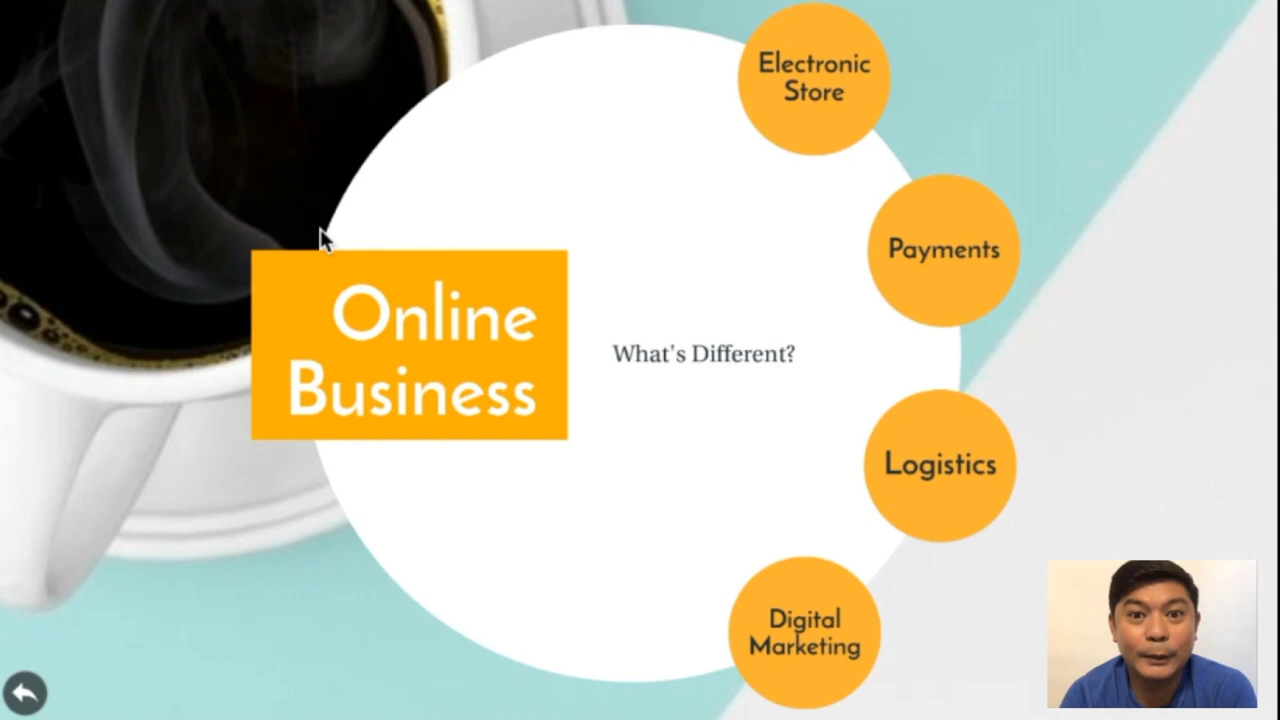 Online
Business
What's Different?
Electronic
Store
Payments
Logistics
Digital
Marketing